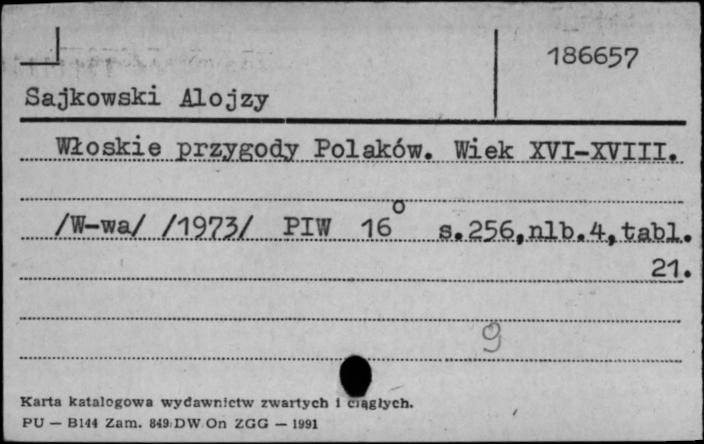 186657
Sajkowski Alojzy
Włoskie przygody Polaków. Wiek XVI-XVIII.
/W-wa/ /1973/ PIW 16° s.256,nlb.4,tabl.
21.
9
Karta katalogowa wydawnictw zwartych i ciągłych.
PU — B144 Zam. 849/DW/On ZGG — 1991